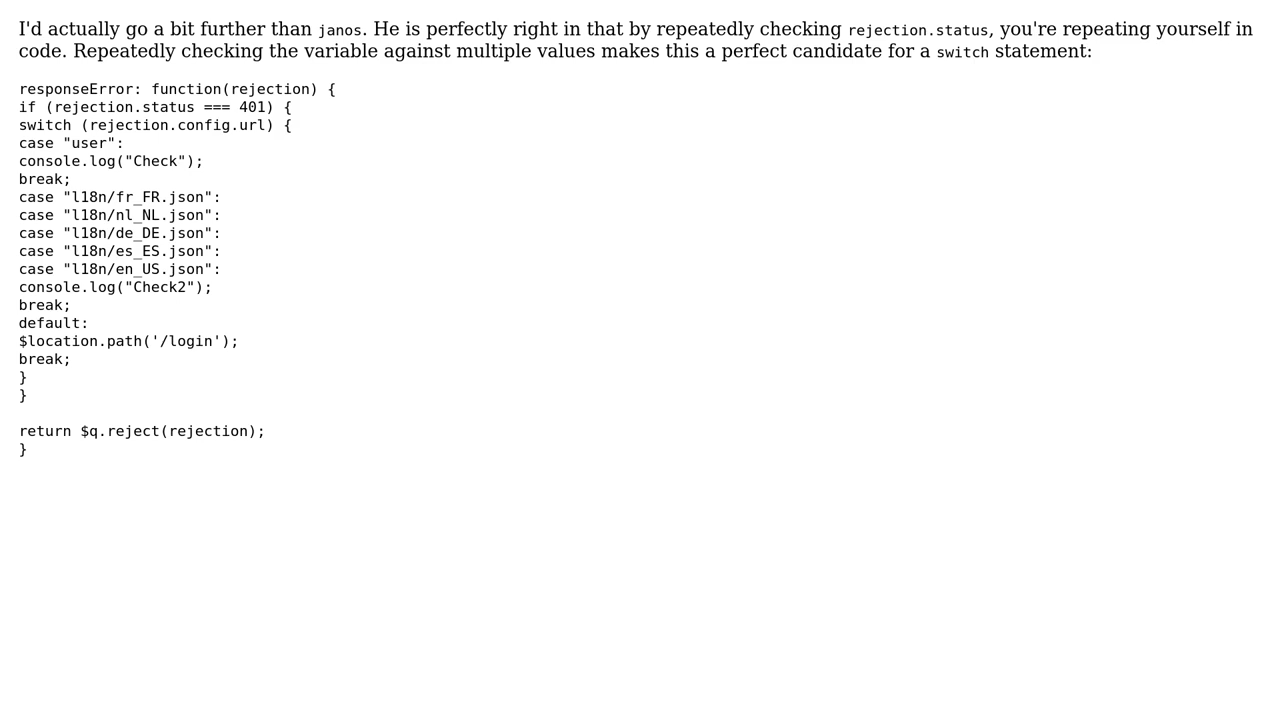 I'd actually go a bit further than janos. He is perfectly right in that by repeatedly checking rejection.status, you're repeating yourself in
code. Repeatedly checking the variable against multiple values makes this a perfect candidate for a switch statement:
responseError: function(rejection) {
if (rejection.status === 401) {
switch (rejection.config.url) {
case "user":
console.log("Check");
break;
case "l18n/fr_FR.json":
case "l18n/nl_NL.json":
case "l18n/de_DE.json":
case "l18n/es_ES.json":
case "l18n/en_US.json":
console.log("Check2");
break;
default:
$location.path('/login');
break;
}
}
return $q.reject(rejection);
}